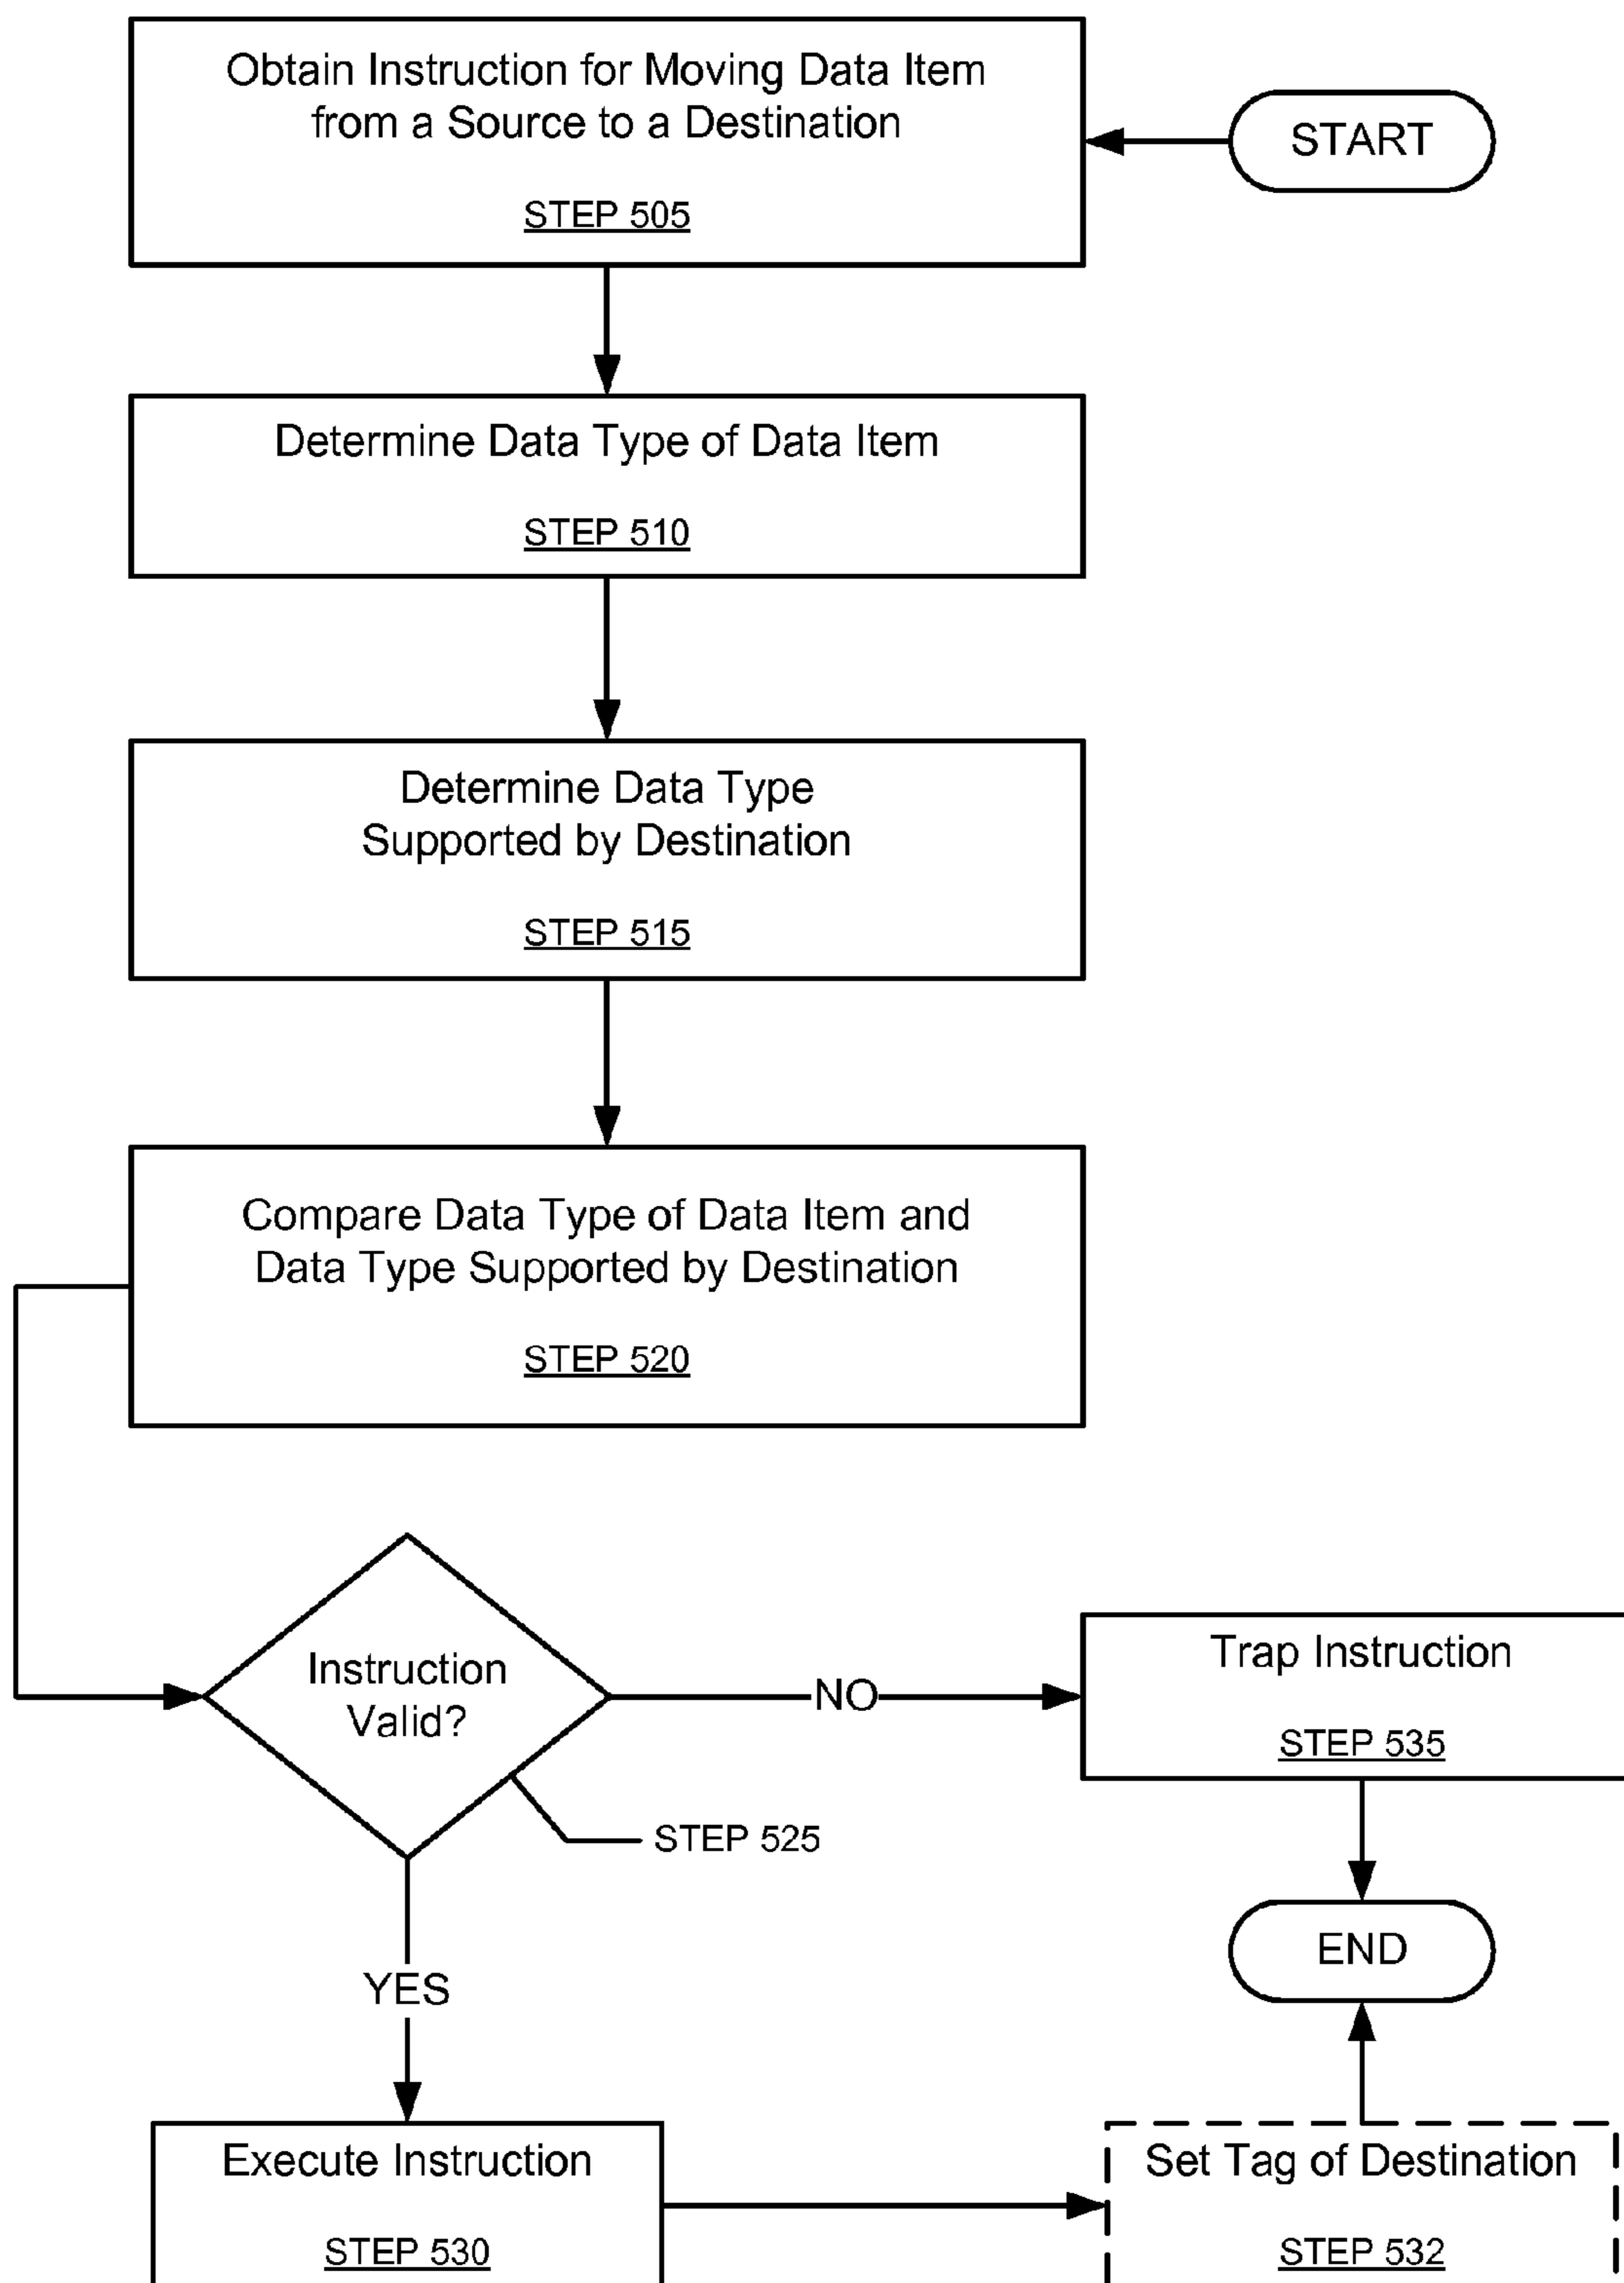 START
Obtain Instruction for Moving Data Item
from a Source to a Destination
STEP 505
Determine Data Type of Data Item
STEP 510
Determine Data Type
Supported by Destination
STEP 515
Compare Data Type of Data Item and
Data Type Supported by Destination
STEP 520
Instruction
Valid?
STEP 525
NO
Trap Instruction
STEP 535
END
YES
Execute Instruction
STEP 530
Set Tag of Destination
STEP 532